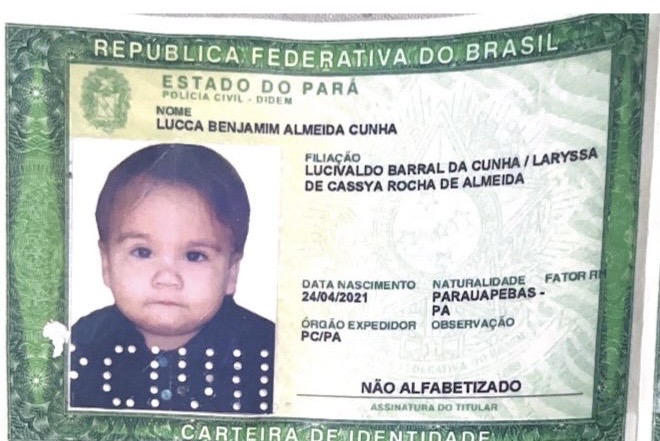 REPÚBLICA FEDERATIVA DO BRASIL
ESTADO DO PARÁ
POLÍCIA CIVIL - DIDEM
NOME
LUCCA BENJAMIM ALMEIDA CUNHA
FILIAÇÃO
LUCIVALDO BARRAL DA CUNHA / LARYSSA
DE CASSYA ROCHA DE ALMEIDA
DATA NASCIMENTO NATURALIDADE FATOR RH
24/04/2021 PARAUAPEBAS -
PA
ÓRGÃO EXPEDIDOR OBSERVAÇÃO
PC/PA
NÃO ALFABETIZADO
ASSINATURA DO TITULAR
CARTEIRA DE IDENTIDADE